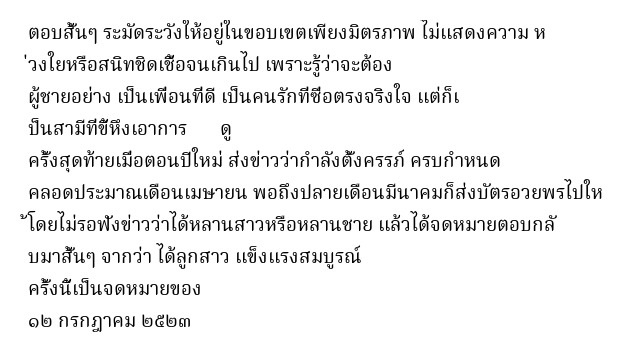 ตอบสั้นๆ ระมัดระวังให้อยู่ในขอบเขตเพียงมิตรภาพ ไม่แสดงความ ห
่วงใยหรือสนิทชิดเชื้อจนเกินไป เพราะรู้ว่าจะต้อง
ผู้ชายอย่าง เป็นเพื่อนที่ดี เป็นคนรักที่ซื่อตรงจริงใจ แต่ก็เ
ป็นสามีที่ขี้หึงเอาการ ดู
ครั้งสุดท้ายเมื่อตอนปีใหม่ ส่งข่าวว่ากำลังตั้งครรภ์ ครบกำหนด
คลอดประมาณเดือนเมษายน พอถึงปลายเดือนมีนาคมก็ส่งบัตรอวยพรไปให
้โดยไม่รอฟังข่าวว่าได้หลานสาวหรือหลานชาย แล้วได้จดหมายตอบกลั
บมาสั้นๆ จากว่า ได้ลูกสาว แข็งแรงสมบูรณ์
ครั้งนี้เป็นจดหมายของ
๑๒ กรกฎาคม ๒๕๒๓